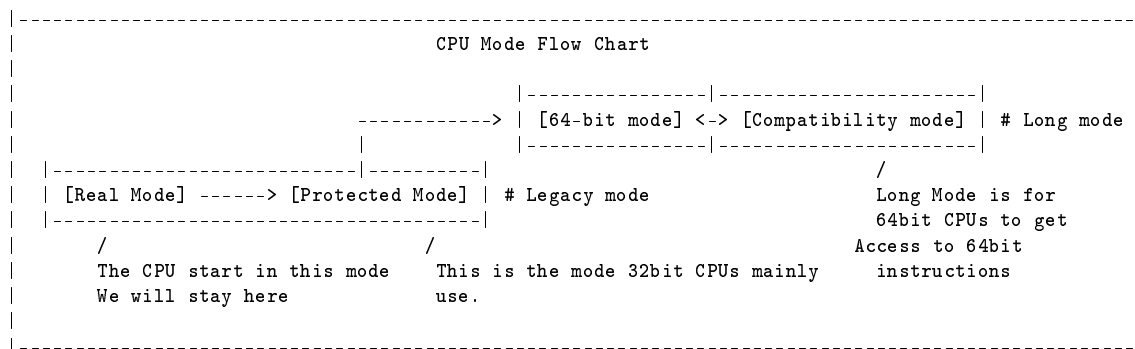 CPU Mode Flow Chart
------------> | [64-bit mode] <-> [Compatibility mode] | # Long mode
| [Real Mode] ------> [Protected Mode] | # Legacy mode
/
Long Mode is for
64bit CPUs to get
Access to 64bit
instructions
/
The CPU start in this mode
We will stay here
/
This is the mode 32bit CPUs mainly
use.